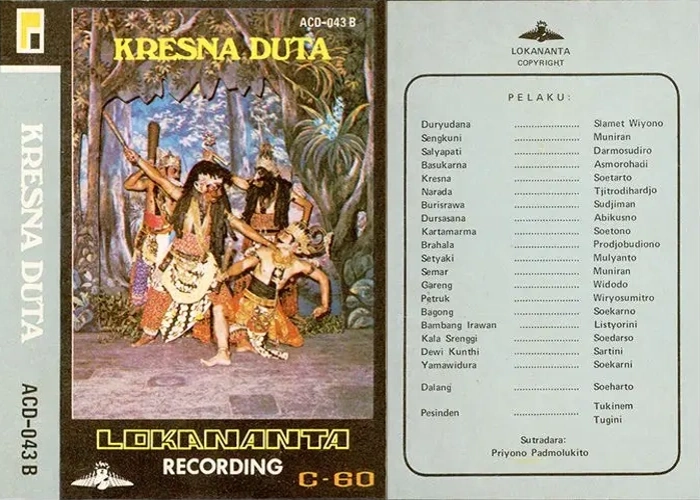 KRESNA DUTA
ACD-043 B
ACD-043 B
KRESNA DUTA
LOKANANTA
RECORDING
C-60
LOKANANTA
COPYRIGHT
PELAKU:
Duryudana ........................ Slamet Wiyono
Sengkuni ........................ Muniran
Salyapati ........................ Darmosudiro
Basukarna ........................ Asmorohadi
Kresna ........................ Soetarto
Narada ........................ Tjitrodihardjo
Burisrawa ........................ Sudjiman
Dursasana ........................ Abikusno
Kartamarma ........................ Soetono
Brahala ........................ Prodjobudiono
Setyaki ........................ Mulyanto
Semar ........................ Muniran
Gareng ........................ Widodo
Petruk ........................ Wiryosumitro
Bagong ........................ Soekarno
Bambang Irawan ...................... Listyorini
Kala Srenggi ........................ Soedarso
Dewi Kunthi ........................ Sartini
Yamawidura ........................ Soekarni
Dalang ........................ Soeharto
Pesinden ........................ Tukinem
Tugini
Sutradara:
Priyono Padmolukito